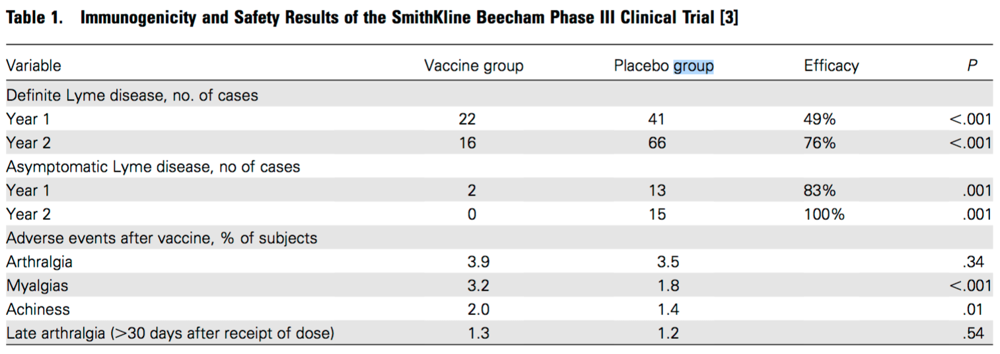 Table 1. Immunogenicity and Safety Results of the SmithKline Beecham Phase III Clinical Trial [3]
Variable Vaccine group Placebo group Efficacy P
Definite Lyme disease, no. of cases
Year 1 22 41 49% <.001
Year 2 16 66 76% <.001
Asymptomatic Lyme disease, no of cases
Year 1 2 13 83% .001
Year 2 0 15 100% .001
Adverse events after vaccine, % of subjects
Arthralgia 3.9 3.5 .34
Myalgias 3.2 1.8 <.001
Achiness 2.0 1.4 .01
Late arthralgia (>30 days after receipt of dose) 1.3 1.2 .54